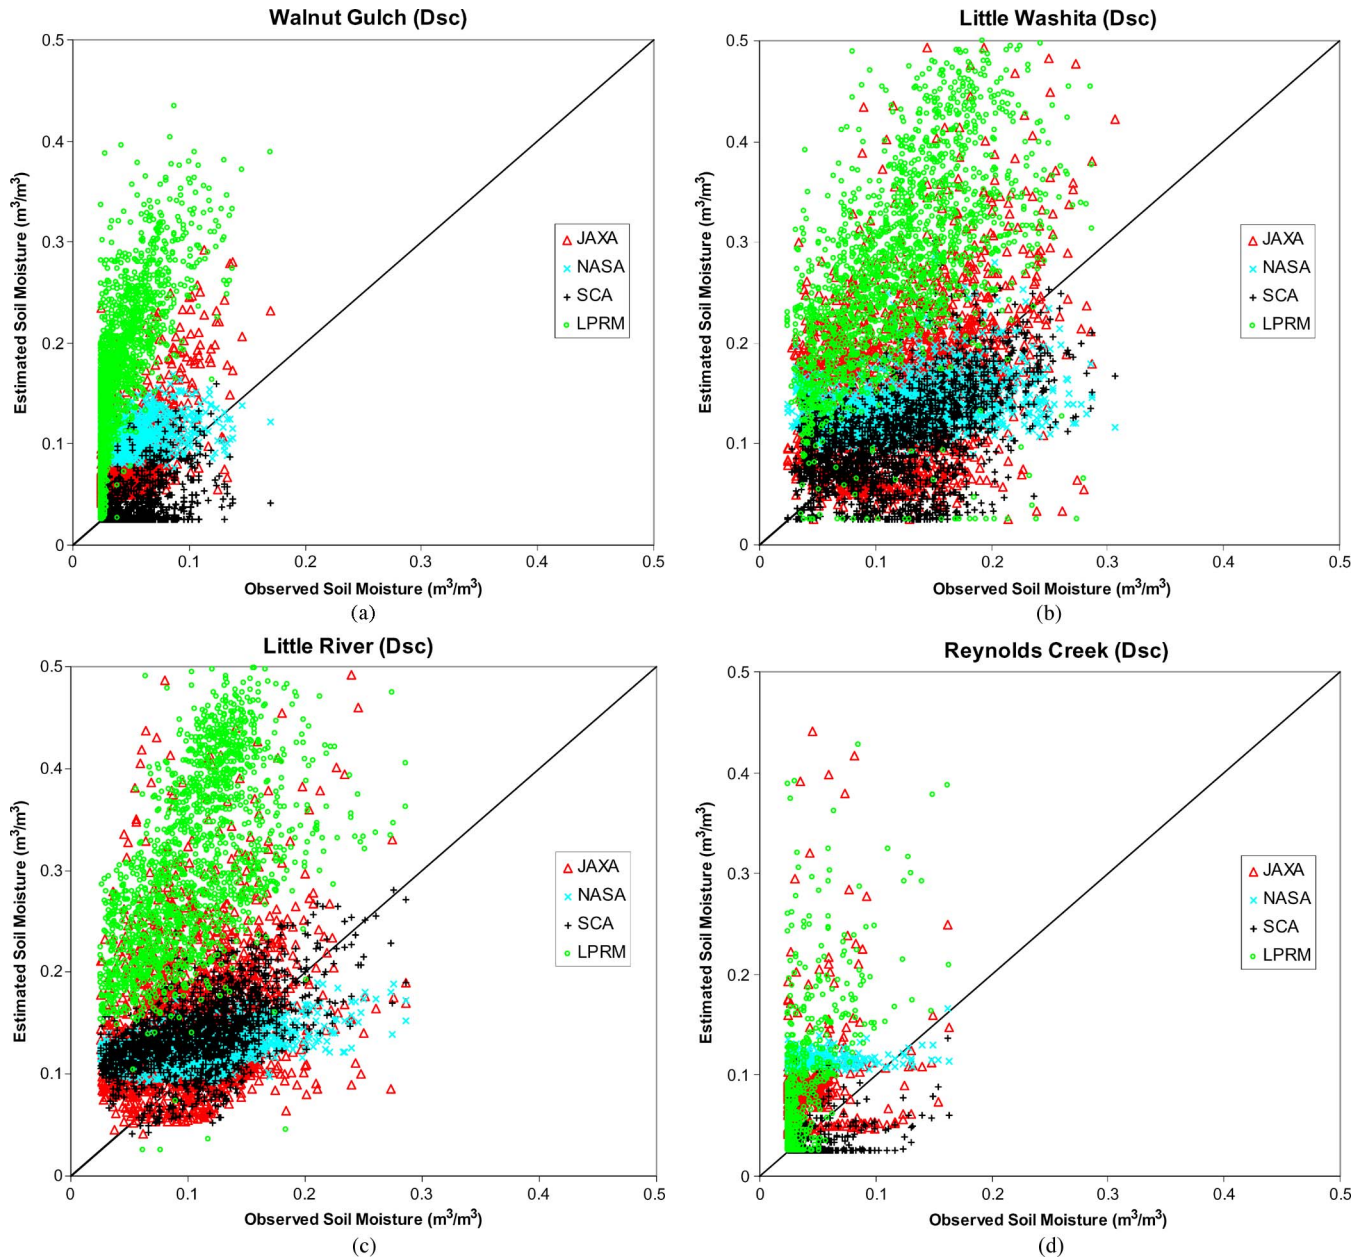 Walnut Gulch (Dsc)
0.5
0.4
0.3
0.2
0.1
0
Estimated Soil Moisture (m³/m³)
JAXA
NASA
SCA
LPRM
0 0.1 0.2 0.3 0.4 0.5
Observed Soil Moisture (m³/m³)
(a)
Little Washita (Dsc)
0.5
0.4
0.3
0.2
0.1
0
Estimated Soil Moisture (m³/m³)
JAXA
NASA
SCA
LPRM
0 0.1 0.2 0.3 0.4 0.5
Observed Soil Moisture (m³/m³)
(b)
Little River (Dsc)
0.5
0.4
0.3
0.2
0.1
0
Estimated Soil Moisture (m³/m³)
JAXA
NASA
SCA
LPRM
0 0.1 0.2 0.3 0.4 0.5
Observed Soil Moisture (m³/m³)
(c)
Reynolds Creek (Dsc)
0.5
0.4
0.3
0.2
0.1
0
Estimated Soil Moisture (m³/m³)
JAXA
NASA
SCA
LPRM
0 0.1 0.2 0.3 0.4 0.5
Observed Soil Moisture (m³/m³)
(d)